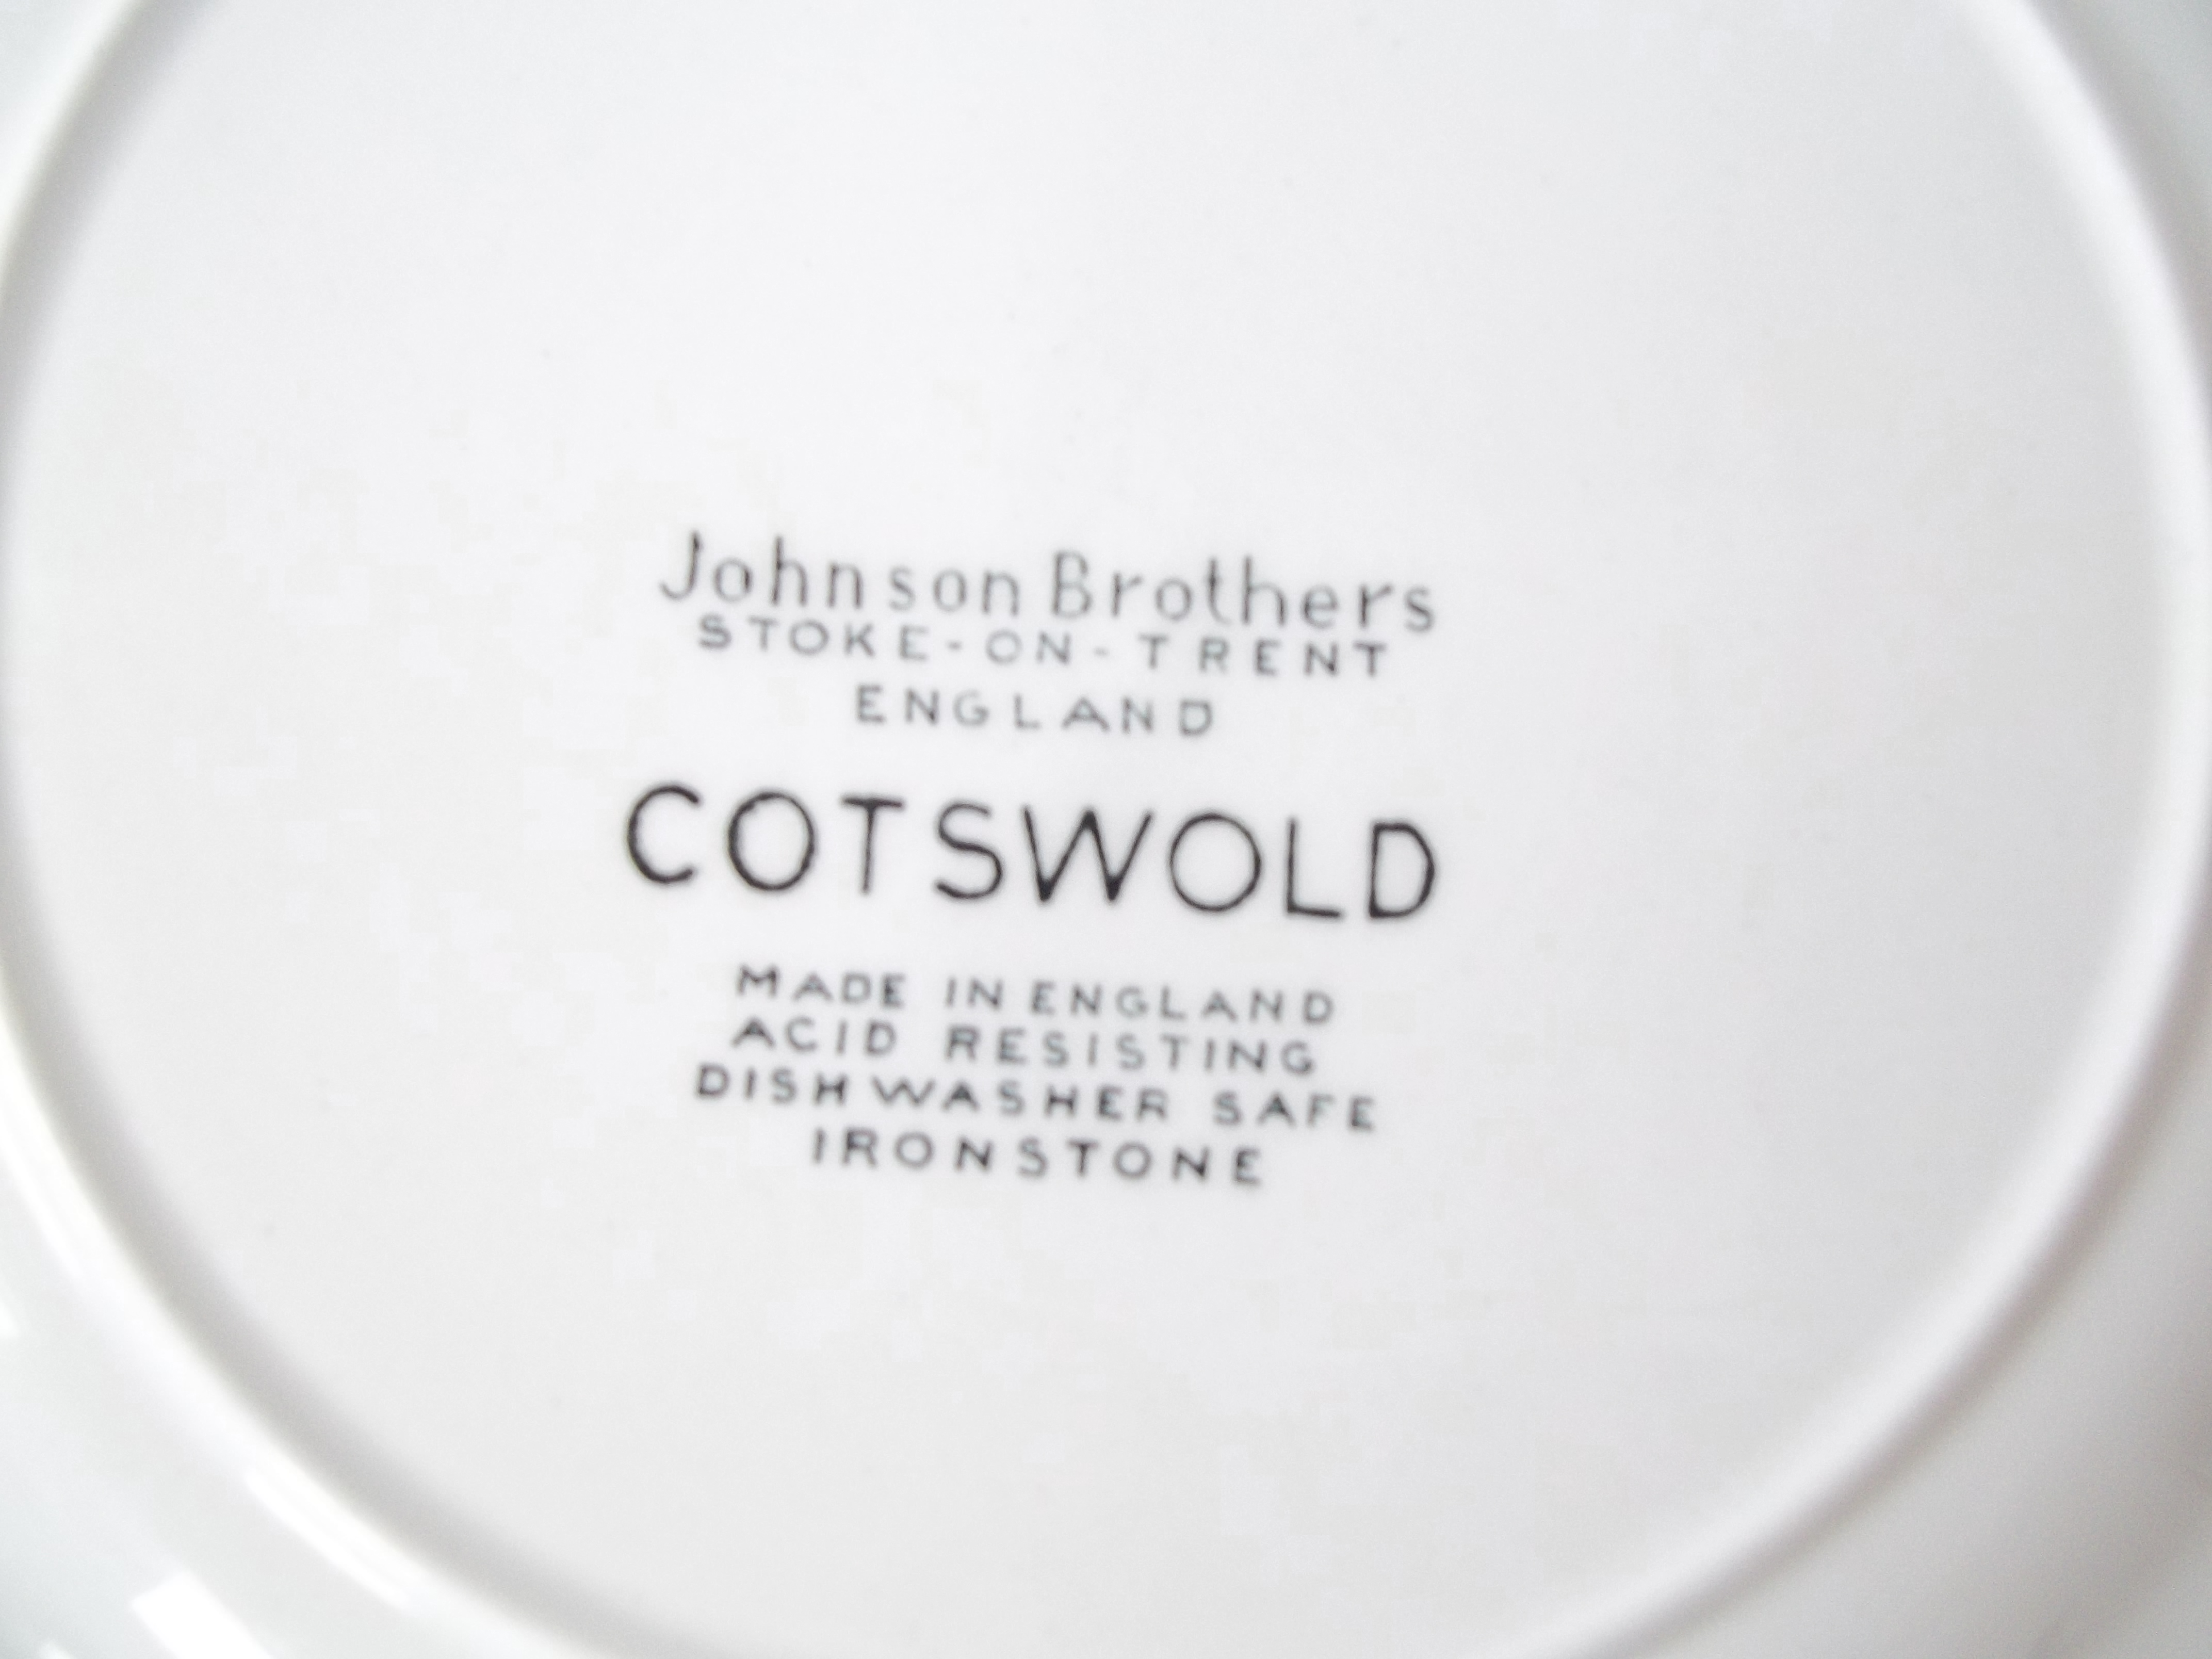 Johnson Brothers
STOKE-ON-TRENT
ENGLAND
COTSWOLD
MADE IN ENGLAND
ACID RESISTING
DISHWASHER SAFE
IRONSTONE